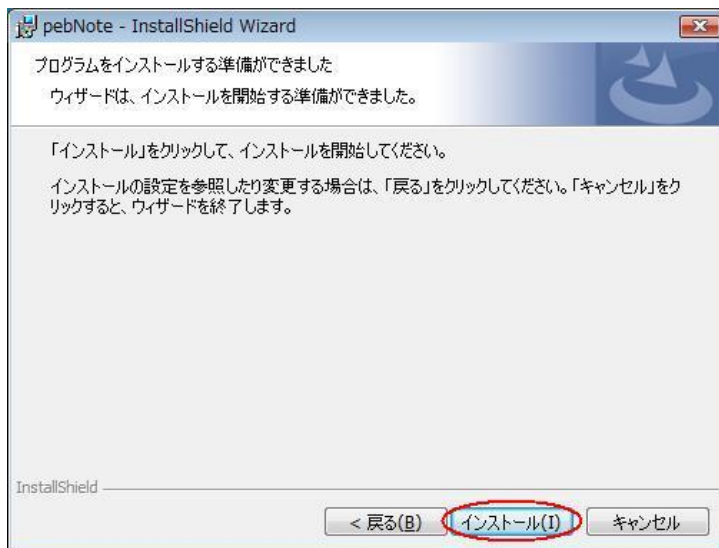 pebNote - InstallShield Wizard
プログラムをインストールする準備ができました
ウィザードは、インストールを開始する準備ができました。
「インストール」をクリックして、インストールを開始してください。
インストールの設定を参照したり変更する場合は、「戻る」をクリックしてください。「キャンセル」をク
リックすると、ウィザードを終了します。
InstallShield
< 戻る(B) インストール(I) キャンセル